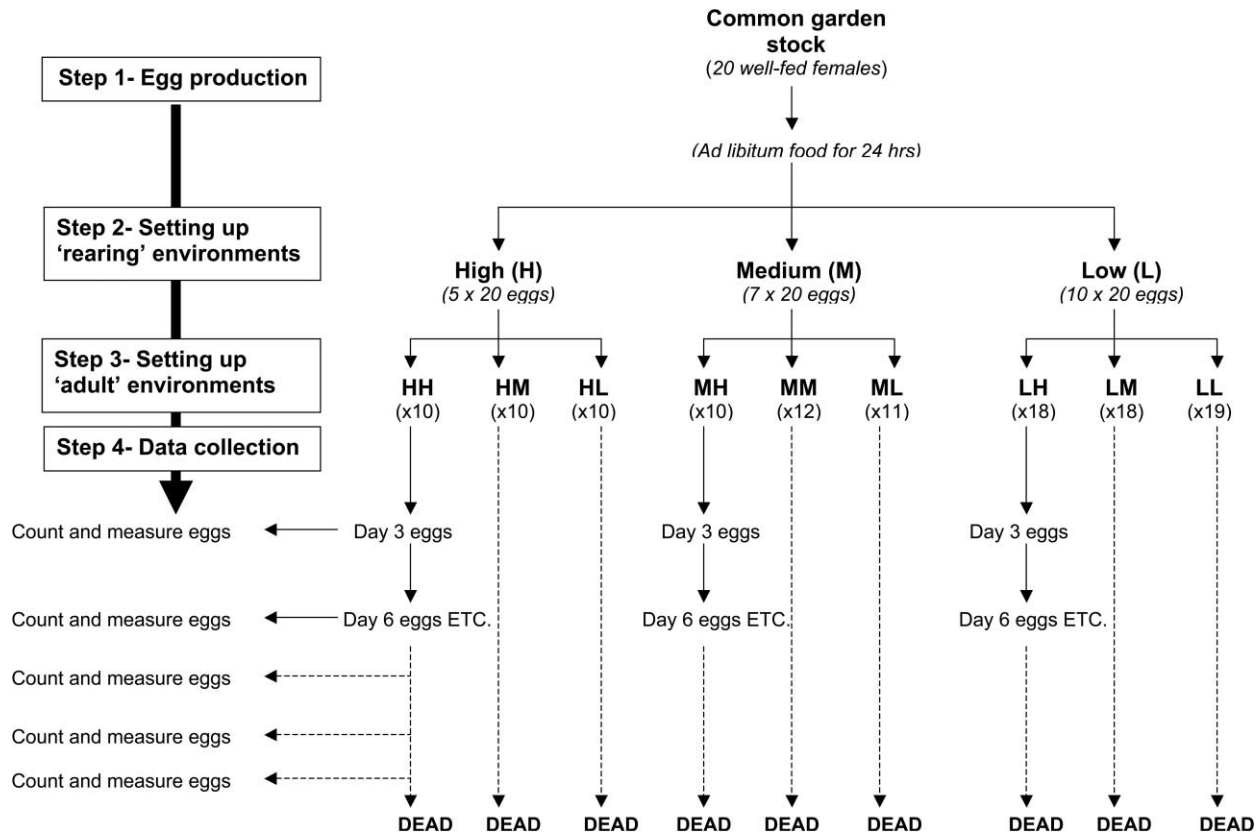 Common garden
stock
(20 well-fed females)
Step 1- Egg production
(Ad libitum food for 24 hrs)
Step 2- Setting up
‘rearing’ environments
High (H)
(5 x 20 eggs)
Medium (M)
(7 x 20 eggs)
Low (L)
(10 x 20 eggs)
Step 3- Setting up
‘adult’ environments
HH
(x10)
HM
(x10)
HL
(x10)
MH
(x10)
MM
(x12)
ML
(x11)
LH
(x18)
LM
(x18)
LL
(x19)
Step 4- Data collection
Count and measure eggs
Day 3 eggs
Day 3 eggs
Day 3 eggs
Count and measure eggs
Day 6 eggs ETC.
Day 6 eggs ETC.
Day 6 eggs ETC.
Count and measure eggs
Count and measure eggs
Count and measure eggs
DEAD DEAD DEAD DEAD DEAD DEAD DEAD DEAD DEAD